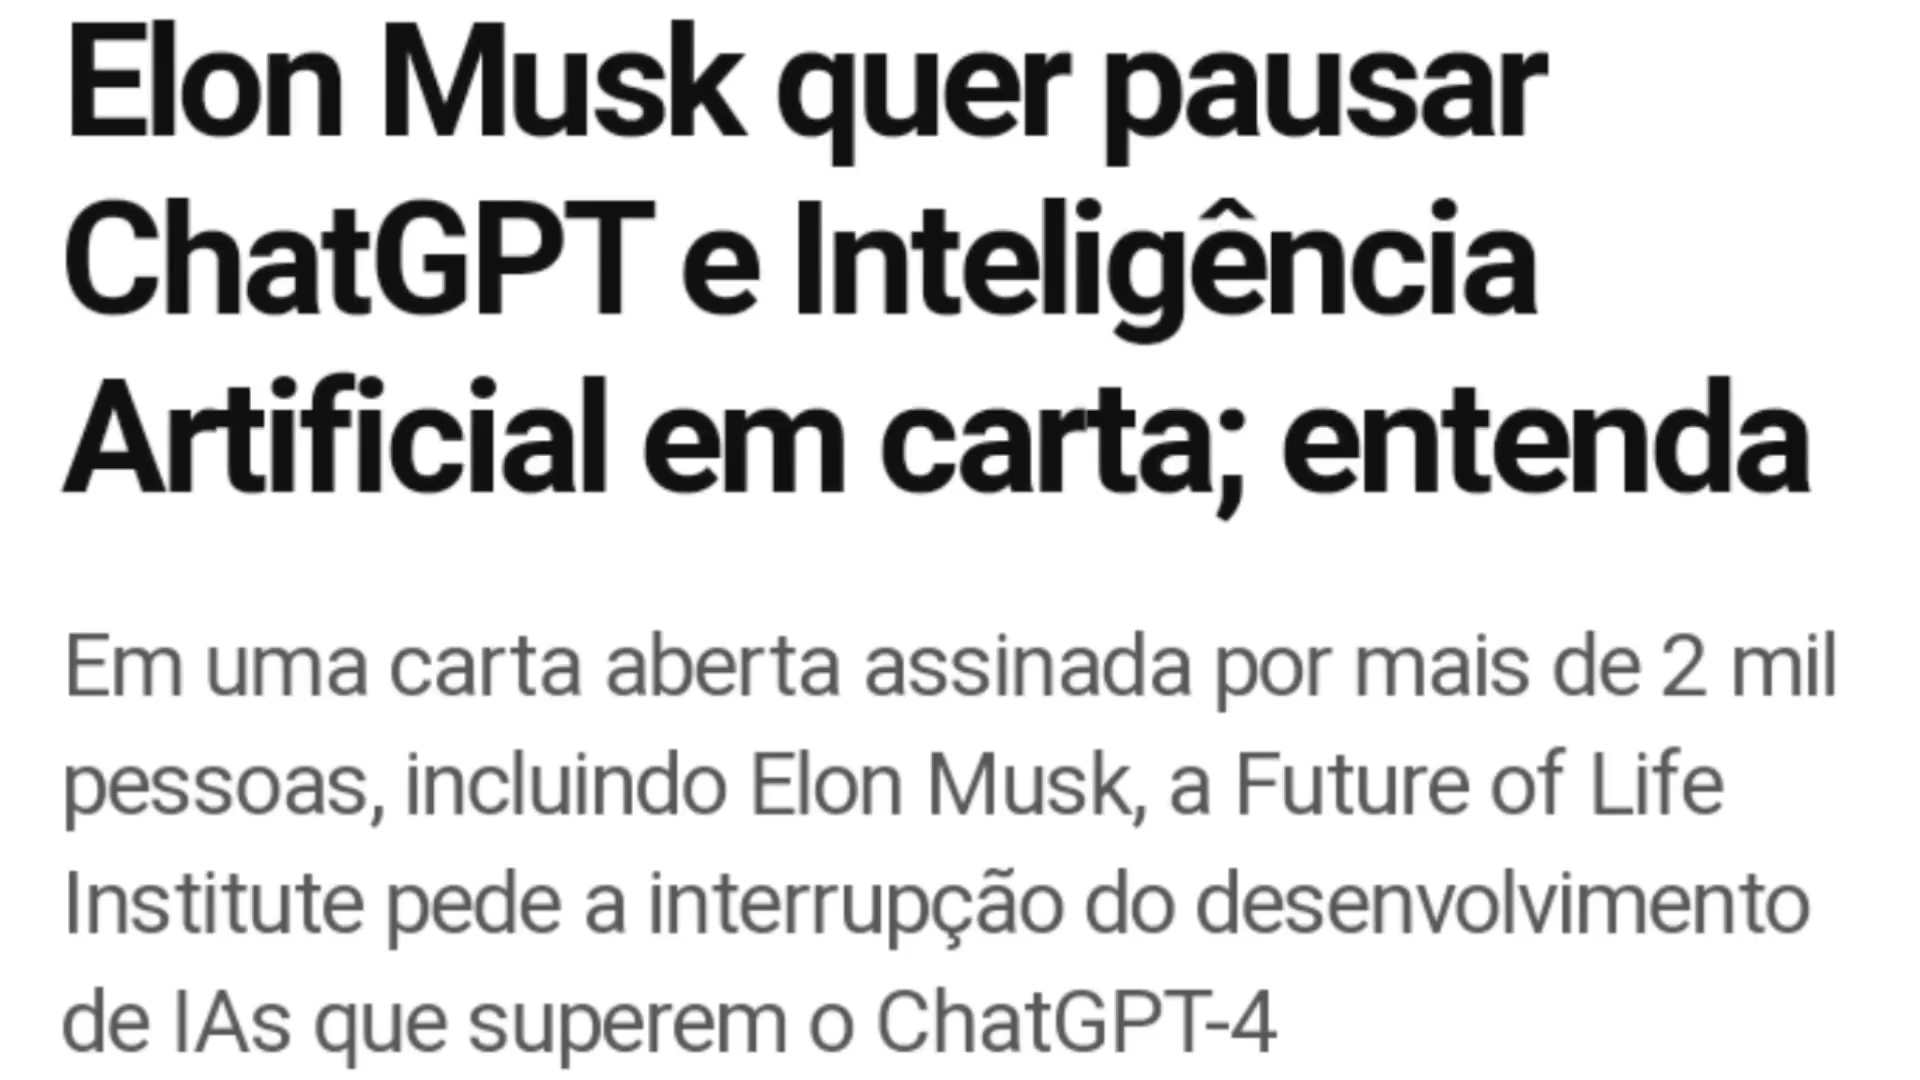 Elon Musk quer pausar
ChatGPT e Inteligência
Artificial em carta; entenda
Em uma carta aberta assinada por mais de 2 mil
pessoas, incluindo Elon Musk, a Future of Life
Institute pede a interrupção do desenvolvimento
de IAs que superem o ChatGPT-4